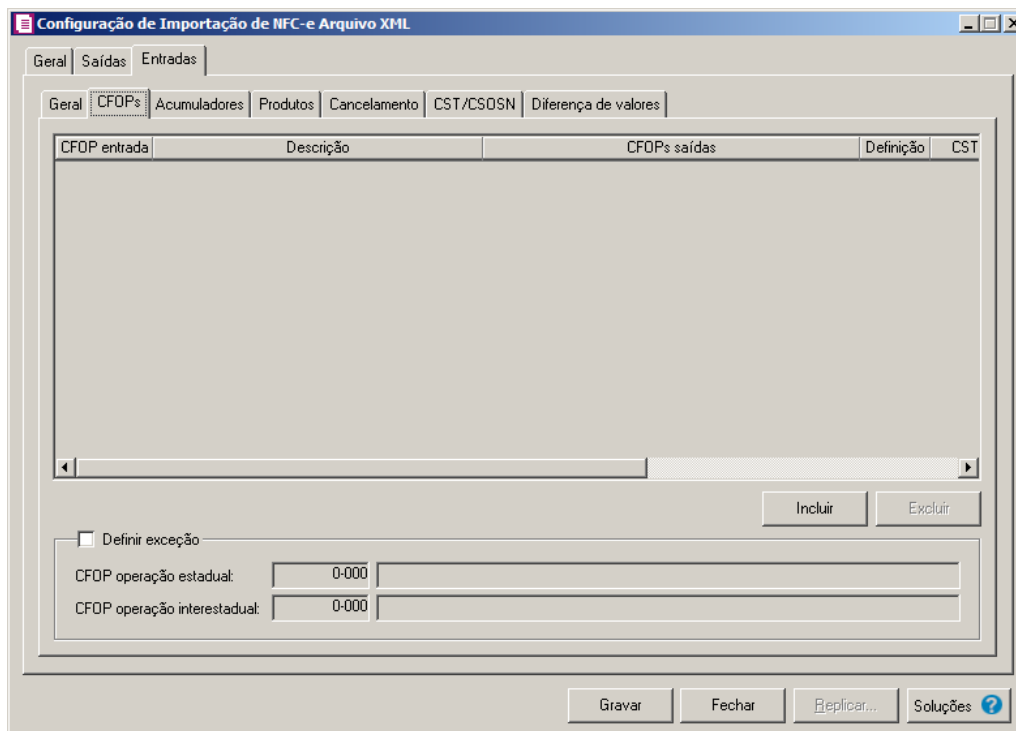 Configuração de Importação de NFC-e Arquivo XML
Geral Saídas Entradas
Geral CFOPs Acumuladores Produtos Cancelamento CST/CSOSN Diferença de valores
CFOP entrada Descrição CFOPs saídas Definição CST
Incluir Excluir
Definir exceção
CFOP operação estadual: 0-000
CFOP operação interestadual: 0-000
Gravar Fechar Replicar... Soluções ?